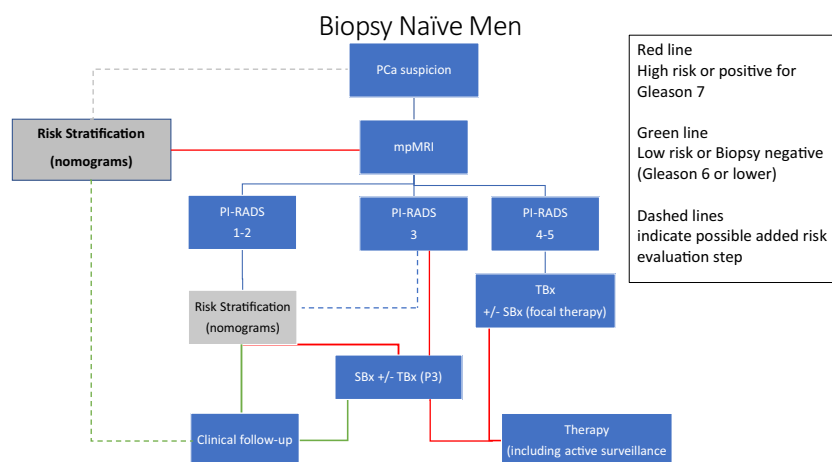 Biopsy Naïve Men
PCa suspicion
Risk Stratification
(nomograms)
mpMRI
PI-RADS
1-2
PI-RADS
3
PI-RADS
4-5
Risk Stratification
(nomograms)
TBx
+/- SBx (focal therapy)
SBx +/- TBx (P3)
Clinical follow-up
Therapy
(including active surveillance
Red line
High risk or positive for
Gleason 7
Green line
Low risk or Biopsy negative
(Gleason 6 or lower)
Dashed lines
indicate possible added risk
evaluation step